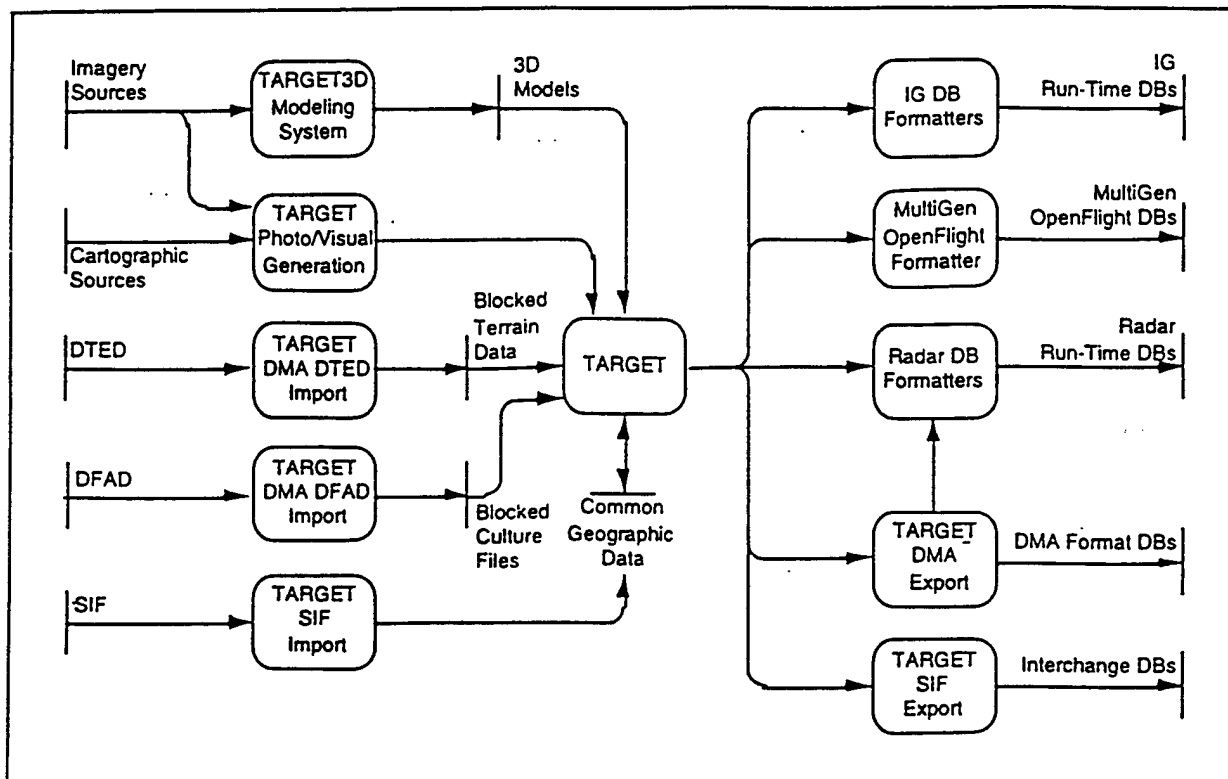 Imagery
Sources
TARGET3D
Modeling
System
3D
Models
IG DB
Formatters
IG
Run-Time DBs
Cartographic
Sources
TARGET
Photo/Visual
Generation
MultiGen
OpenFlight
Formatter
MultiGen
OpenFlight DBs
DTED
TARGET
DMA DTED
Import
Blocked
Terrain
Data
TARGET
Radar DB
Formatters
Radar
Run-Time DBs
DFAD
TARGET
DMA DFAD
Import
Blocked
Culture
Files
Common
Geographic
Data
TARGET
DMA
Export
DMA Format DBs
SIF
TARGET
SIF
Import
TARGET
SIF
Export
Interchange DBs